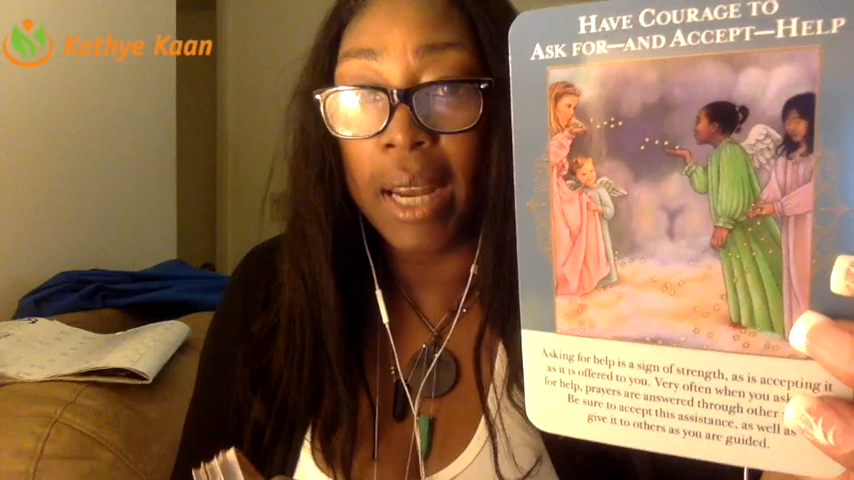 Kathye Kaan
HAVE COURAGE TO
ASK FOR—AND ACCEPT—HELP
Asking for help is a sign of strength, as is accepting it
as it is offered to you. Very often when you ask
for help, prayers are answered through other
Be sure to accept this assistance, as well as
give it to others as you are guided.